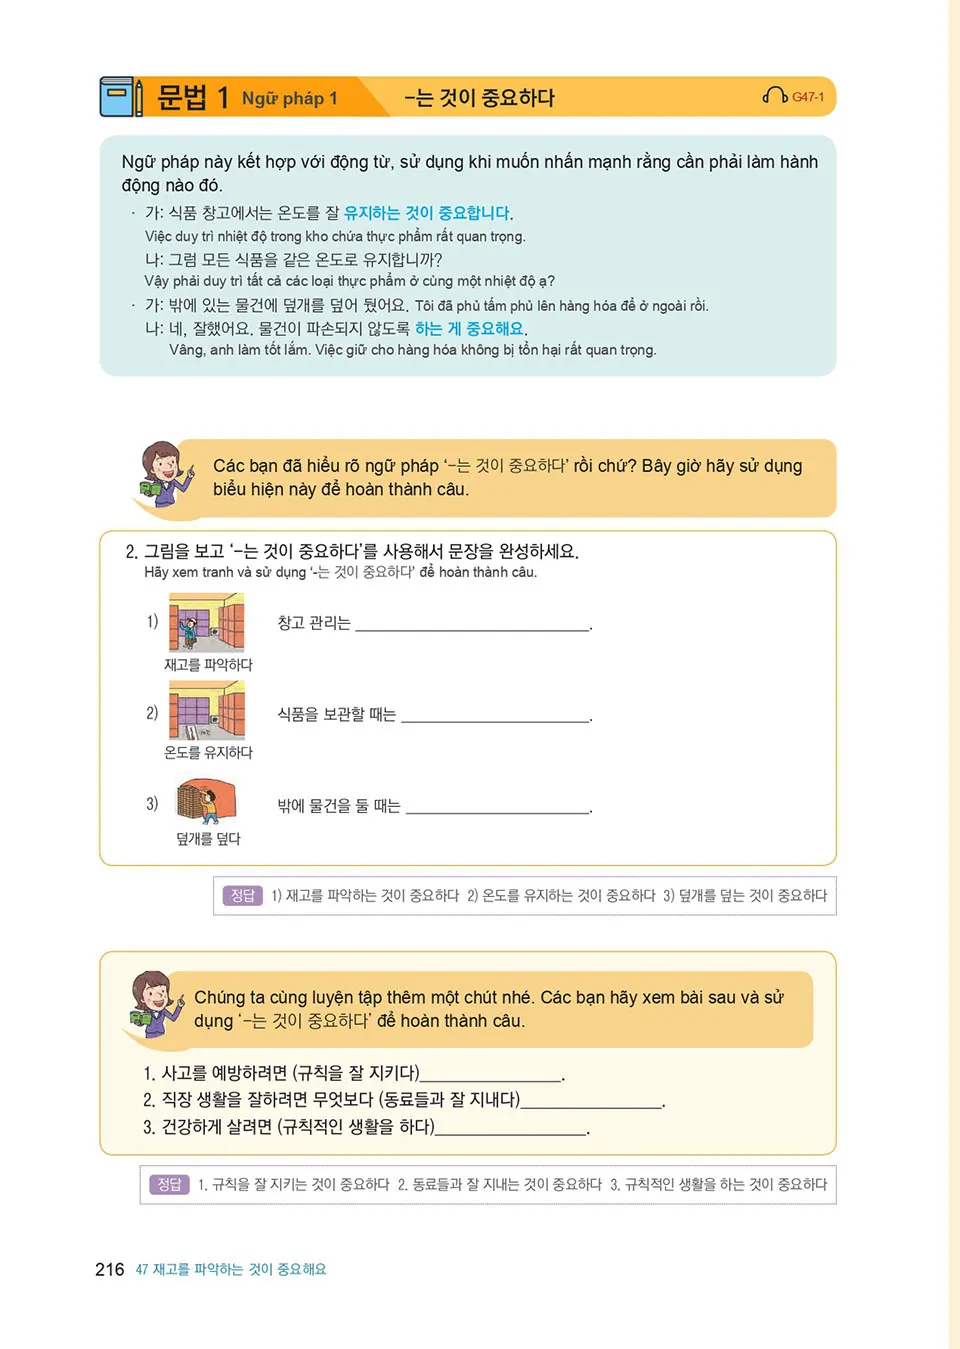 문법 1 Ngữ pháp 1 -는 것이 중요하다 G47-1
Ngữ pháp này kết hợp với động từ, sử dụng khi muốn nhấn mạnh rằng cần phải làm hành
động nào đó.
· 가: 식품 창고에서는 온도를 잘 유지하는 것이 중요합니다.
Việc duy trì nhiệt độ trong kho chứa thực phẩm rất quan trọng.
나: 그럼 모든 식품을 같은 온도로 유지합니까?
Vậy phải duy trì tất cả các loại thực phẩm ở cùng một nhiệt độ ạ?
· 가: 밖에 있는 물건에 덮개를 덮어 뒀어요. Tôi đã phủ tấm phủ lên hàng hóa để ở ngoài rồi.
나: 네, 잘했어요. 물건이 파손되지 않도록 하는 게 중요해요.
Vâng, anh làm tốt lắm. Việc giữ cho hàng hóa không bị tổn hại rất quan trọng.
Các bạn đã hiểu rõ ngữ pháp ‘-는 것이 중요하다’ rồi chứ? Bây giờ hãy sử dụng
biểu hiện này để hoàn thành câu.
2. 그림을 보고 ‘-는 것이 중요하다’를 사용해서 문장을 완성하세요.
Hãy xem tranh và sử dụng ‘-는 것이 중요하다’ để hoàn thành câu.
1) 창고 관리는 ______________________.
재고를 파악하다
2) 식품을 보관할 때는 ______________________.
온도를 유지하다
3) 밖에 물건을 둘 때는 ______________________.
덮개를 덮다
정답 1) 재고를 파악하는 것이 중요하다 2) 온도를 유지하는 것이 중요하다 3) 덮개를 덮는 것이 중요하다
Chúng ta cùng luyện tập thêm một chút nhé. Các bạn hãy xem bài sau và sử
dụng ‘-는 것이 중요하다’ để hoàn thành câu.
1. 사고를 예방하려면 (규칙을 잘 지키다)________________.
2. 직장 생활을 잘하려면 무엇보다 (동료들과 잘 지내다)________________.
3. 건강하게 살려면 (규칙적인 생활을 하다)________________.
정답 1. 규칙을 잘 지키는 것이 중요하다 2. 동료들과 잘 지내는 것이 중요하다 3. 규칙적인 생활을 하는 것이 중요하다
216 47 재고를 파악하는 것이 중요해요